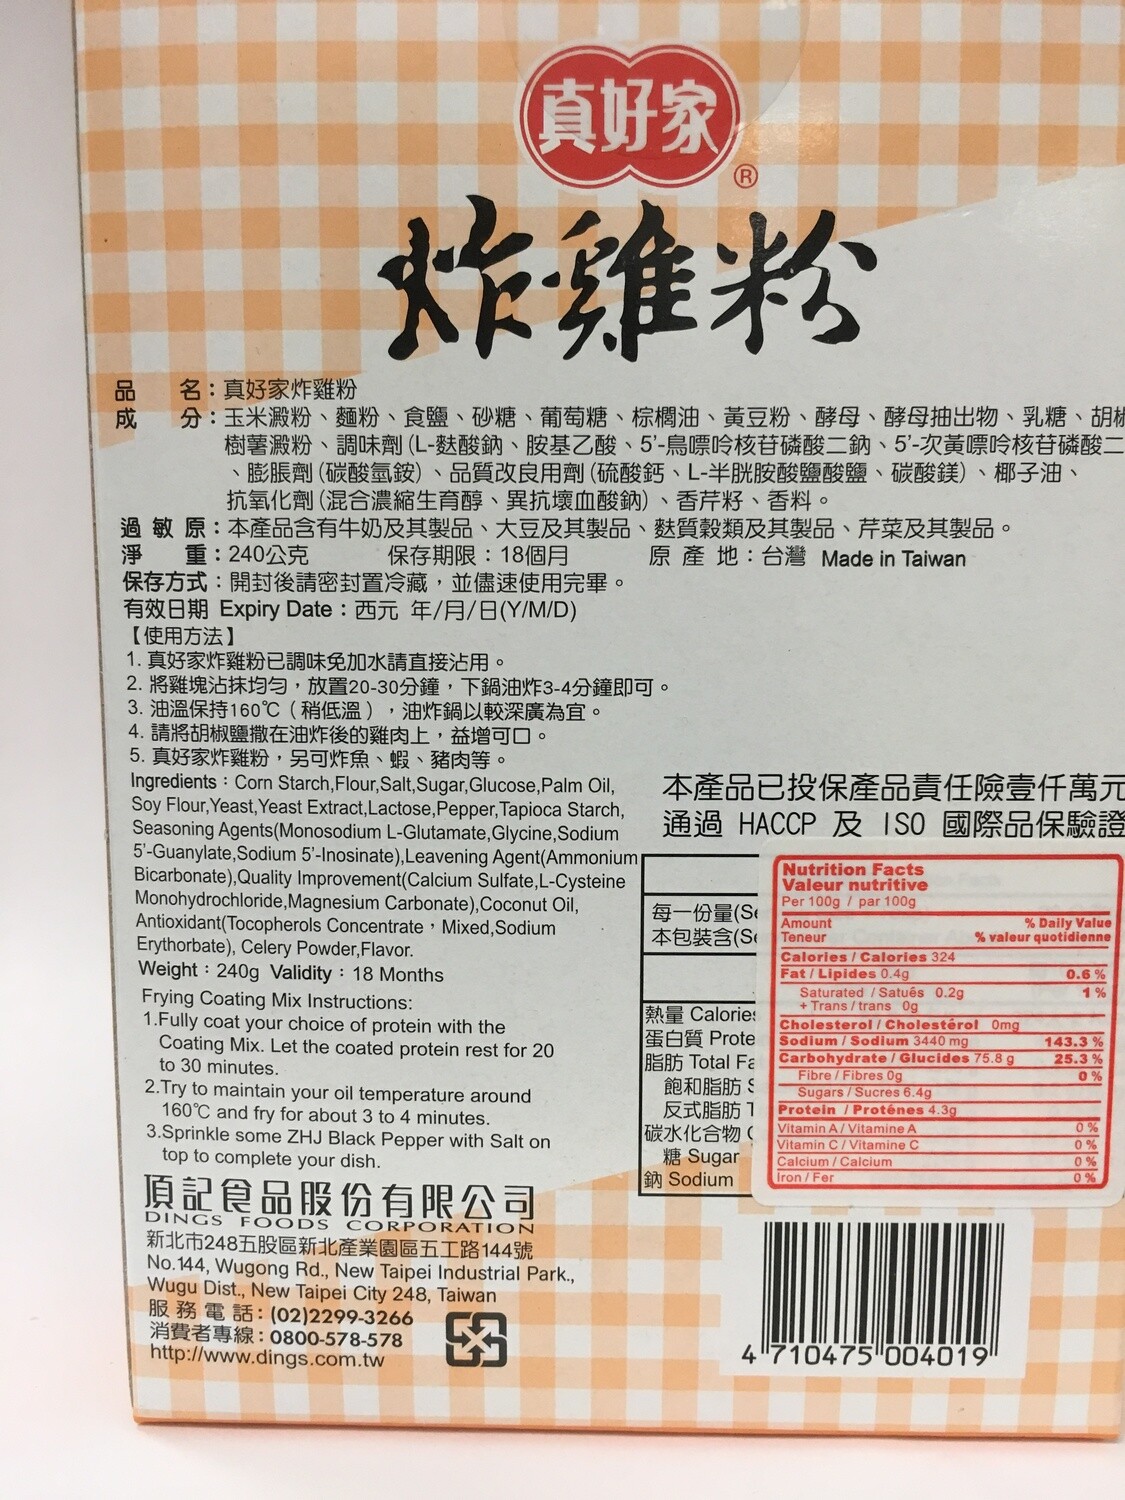 真好家
®
炸雞粉
品 名：真好家炸雞粉
成 分：玉米澱粉、麵粉、食鹽、砂糖、葡萄糖、棕櫚油、黃豆粉、酵母、酵母抽出物、乳糖、胡椒
樹薯澱粉、調味劑(L-麩酸鈉、胺基乙酸、5'-鳥嘌呤核苷磷酸二鈉、5'-次黃嘌呤核苷磷酸二
、膨脹劑(碳酸氫銨)、品質改良用劑(硫酸鈣、L-半胱胺酸鹽酸鹽、碳酸鎂)、椰子油、
抗氧化劑(混合濃縮生育醇、異抗壞血酸鈉)、香芹籽、香料。
過 敏 原：本產品含有牛奶及其製品、大豆及其製品、麩質穀類及其製品、芹菜及其製品。
淨 重：240公克 保存期限：18個月 原 產 地：台灣 Made in Taiwan
保存方式：開封後請密封置冷藏，並儘速使用完畢。
有效日期 Expiry Date：西元 年/月/日(Y/M/D)
【使用方法】
1. 真好家炸雞粉已調味免加水請直接沾用。
2. 將雞塊沾抹均勻，放置20-30分鐘，下鍋油炸3-4分鐘即可。
3. 油溫保持160℃（稍低溫），油炸鍋以較深廣為宜。
4. 請將胡椒鹽撒在油炸後的雞肉上，益增可口。
5. 真好家炸雞粉，另可炸魚、蝦、豬肉等。
Ingredients：Corn Starch,Flour,Salt,Sugar,Glucose,Palm Oil,
Soy Flour,Yeast,Yeast Extract,Lactose,Pepper,Tapioca Starch,
Seasoning Agents(Monosodium L-Glutamate,Glycine,Sodium
5'-Guanylate,Sodium 5'-Inosinate),Leavening Agent(Ammonium
Bicarbonate),Quality Improvement(Calcium Sulfate,L-Cysteine
Monohydrochloride,Magnesium Carbonate),Coconut Oil,
Antioxidant(Tocopherols Concentrate，Mixed,Sodium
Erythorbate), Celery Powder,Flavor.
Weight：240g Validity：18 Months
Frying Coating Mix Instructions:
1.Fully coat your choice of protein with the
Coating Mix. Let the coated protein rest for 20
to 30 minutes.
2.Try to maintain your oil temperature around
160℃ and fry for about 3 to 4 minutes.
3.Sprinkle some ZHJ Black Pepper with Salt on
top to complete your dish.
頂記食品股份有限公司
DINGS FOODS CORPORATION
新北市248五股區新北產業園區五工路144號
No.144, Wugong Rd., New Taipei Industrial Park.,
Wugu Dist., New Taipei City 248, Taiwan
服 務 電 話：(02)2299-3266
消費者專線：0800-578-578
http://www.dings.com.tw
本產品已投保產品責任險壹仟萬元
通過 HACCP 及 ISO 國際品保驗證
每一份量(Se
本包裝含(Se
熱量 Calories
蛋白質 Prote
脂肪 Total Fa
飽和脂肪 S
反式脂肪 T
碳水化合物 C
糖 Sugar
鈉 Sodium
Nutrition Facts
Valeur nutritive
Per 100g / par 100g
Amount % Daily Value
Teneur % valeur quotidienne
Calories / Calories 324
Fat / Lipides 0.4g 0.6 %
Saturated / Satués 0.2g 1 %
+ Trans / trans 0g
Cholesterol / Cholestérol 0mg
Sodium / Sodium 3440 mg 143.3 %
Carbohydrate / Glucides 75.8 g 25.3 %
Fibre / Fibres 0g 0 %
Sugars / Sucres 6.4g
Protein / Proténes 4.3g
Vitamin A / Vitamine A 0 %
Vitamin C / Vitamine C 0 %
Calcium / Calcium 0 %
Iron / Fer 0 %
4 710475 004019